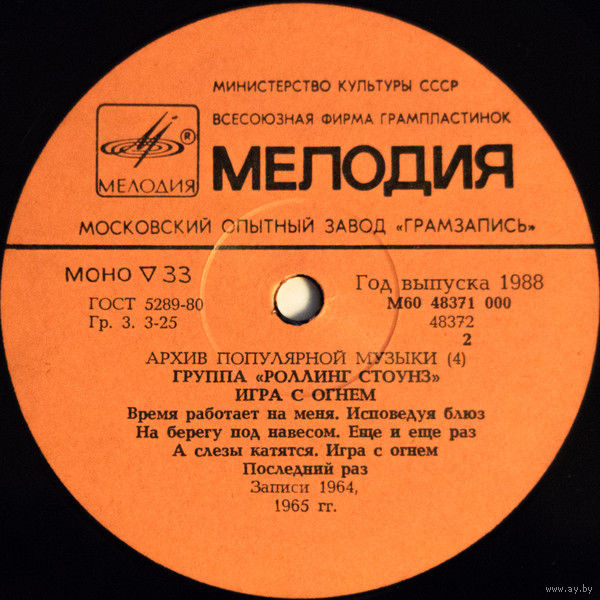 МИНИСТЕРСТВО КУЛЬТУРЫ СССР
ВСЕСОЮЗНАЯ ФИРМА ГРАМПЛАСТИНОК
®
МЕЛОДИЯ
МЕЛОДИЯ
МОСКОВСКИЙ ОПЫТНЫЙ ЗАВОД «ГРАМЗАПИСЬ»
МОНО ▽ 33
Год выпуска 1988
ГОСТ 5289-80
М60 48371 000
Гр. 3. 3-25
48372
2
АРХИВ ПОПУЛЯРНОЙ МУЗЫКИ (4)
ГРУППА «РОЛЛИНГ СТОУНЗ»
ИГРА С ОГНЕМ
Время работает на меня. Исповедуя блюз
На берегу под навесом. Еще и еще раз
А слезы катятся. Игра с огнем
Последний раз
Записи 1964,
1965 гг.
www.ay.by